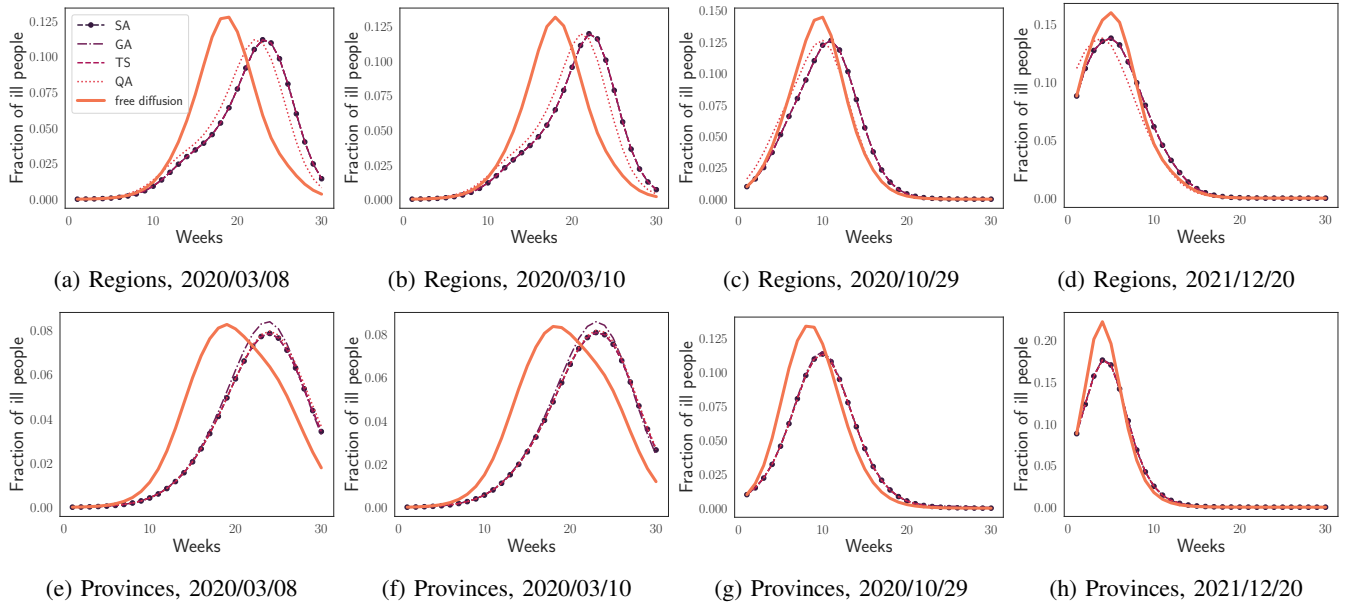 0.125
0.100
0.075
0.050
0.025
0.000
Fraction of ill people
SA
GA
TS
QA
free diffusion
0 10 20 30
Weeks
(a) Regions, 2020/03/08
0.125
0.100
0.075
0.050
0.025
0.000
Fraction of ill people
0 10 20 30
Weeks
(b) Regions, 2020/03/10
0.150
0.125
0.100
0.075
0.050
0.025
0.000
Fraction of ill people
0 10 20 30
Weeks
(c) Regions, 2020/10/29
0.15
0.10
0.05
0.00
Fraction of ill people
0 10 20 30
Weeks
(d) Regions, 2021/12/20
0.08
0.06
0.04
0.02
0.00
Fraction of ill people
0 10 20 30
Weeks
(e) Provinces, 2020/03/08
0.08
0.06
0.04
0.02
0.00
Fraction of ill people
0 10 20 30
Weeks
(f) Provinces, 2020/03/10
0.125
0.100
0.075
0.050
0.025
0.000
Fraction of ill people
0 10 20 30
Weeks
(g) Provinces, 2020/10/29
0.20
0.15
0.10
0.05
0.00
Fraction of ill people
0 10 20 30
Weeks
(h) Provinces, 2021/12/20